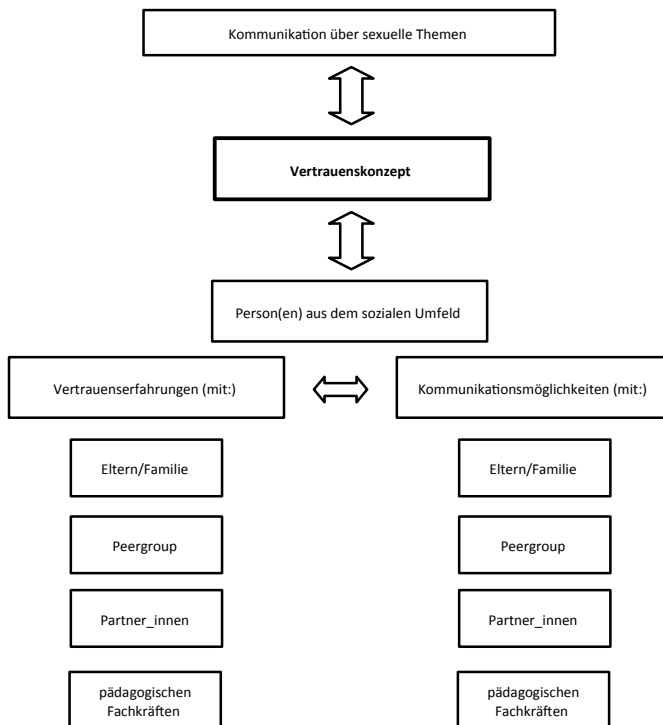 Kommunikation über sexuelle Themen
Vertrauenskonzept
Person(en) aus dem sozialen Umfeld
Vertrauenserfahrungen (mit:)
Kommunikationsmöglichkeiten (mit:)
Eltern/Familie
Eltern/Familie
Peergroup
Peergroup
Partner_innen
Partner_innen
pädagogischen
Fachkräften
pädagogischen
Fachkräften